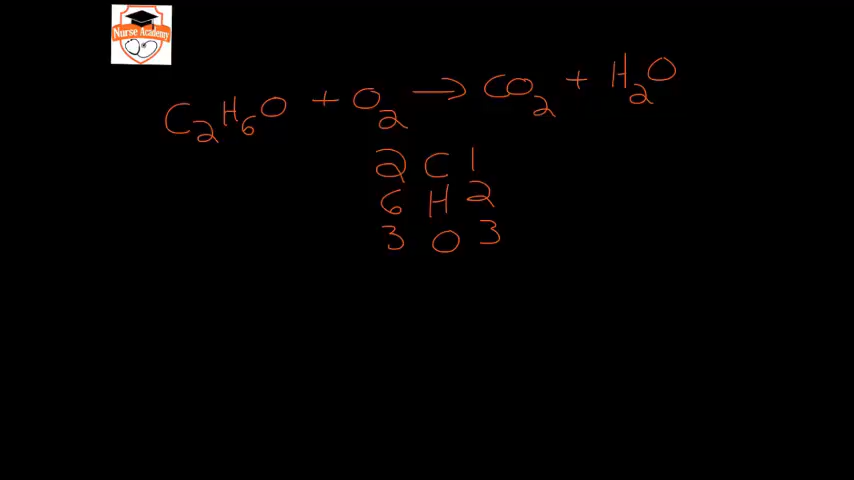 Nurse Academy
C₂H₆O + O₂ → CO₂ + H₂O
2 C 1
6 H 2
3 O 3